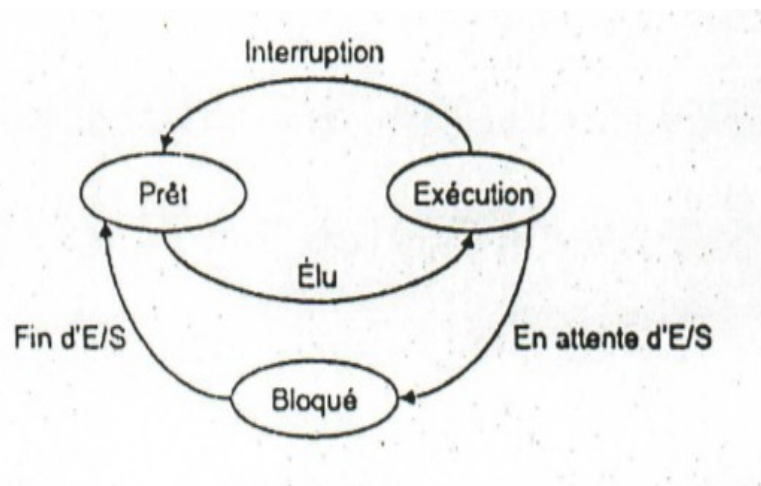 Interruption
Prêt
Exécution
Élu
Fin d'E/S
En attente d'E/S
Bloqué